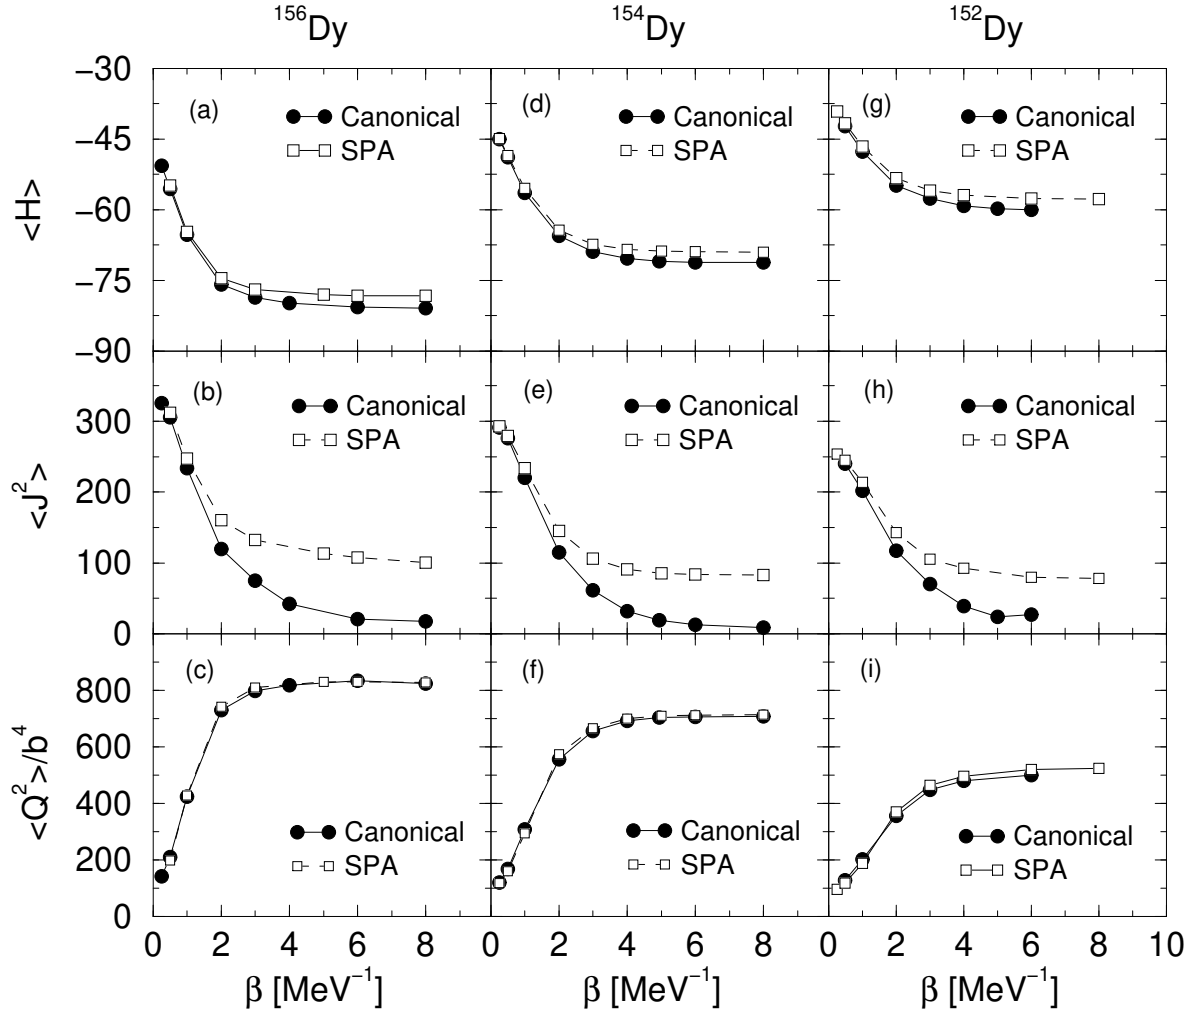 ¹⁵⁶Dy ¹⁵⁴Dy ¹⁵²Dy
<H>
−30
−45
−60
−75
−90
(a)
Canonical
SPA
(d)
Canonical
SPA
(g)
Canonical
SPA
<J²>
300
200
100
0
(b)
Canonical
SPA
(e)
Canonical
SPA
(h)
Canonical
SPA
<Q²>/b⁴
800
600
400
200
0
(c)
Canonical
SPA
(f)
Canonical
SPA
(i)
Canonical
SPA
0 2 4 6 8 0 2 4 6 8 0 2 4 6 8 10
β [MeV⁻¹] β [MeV⁻¹] β [MeV⁻¹]